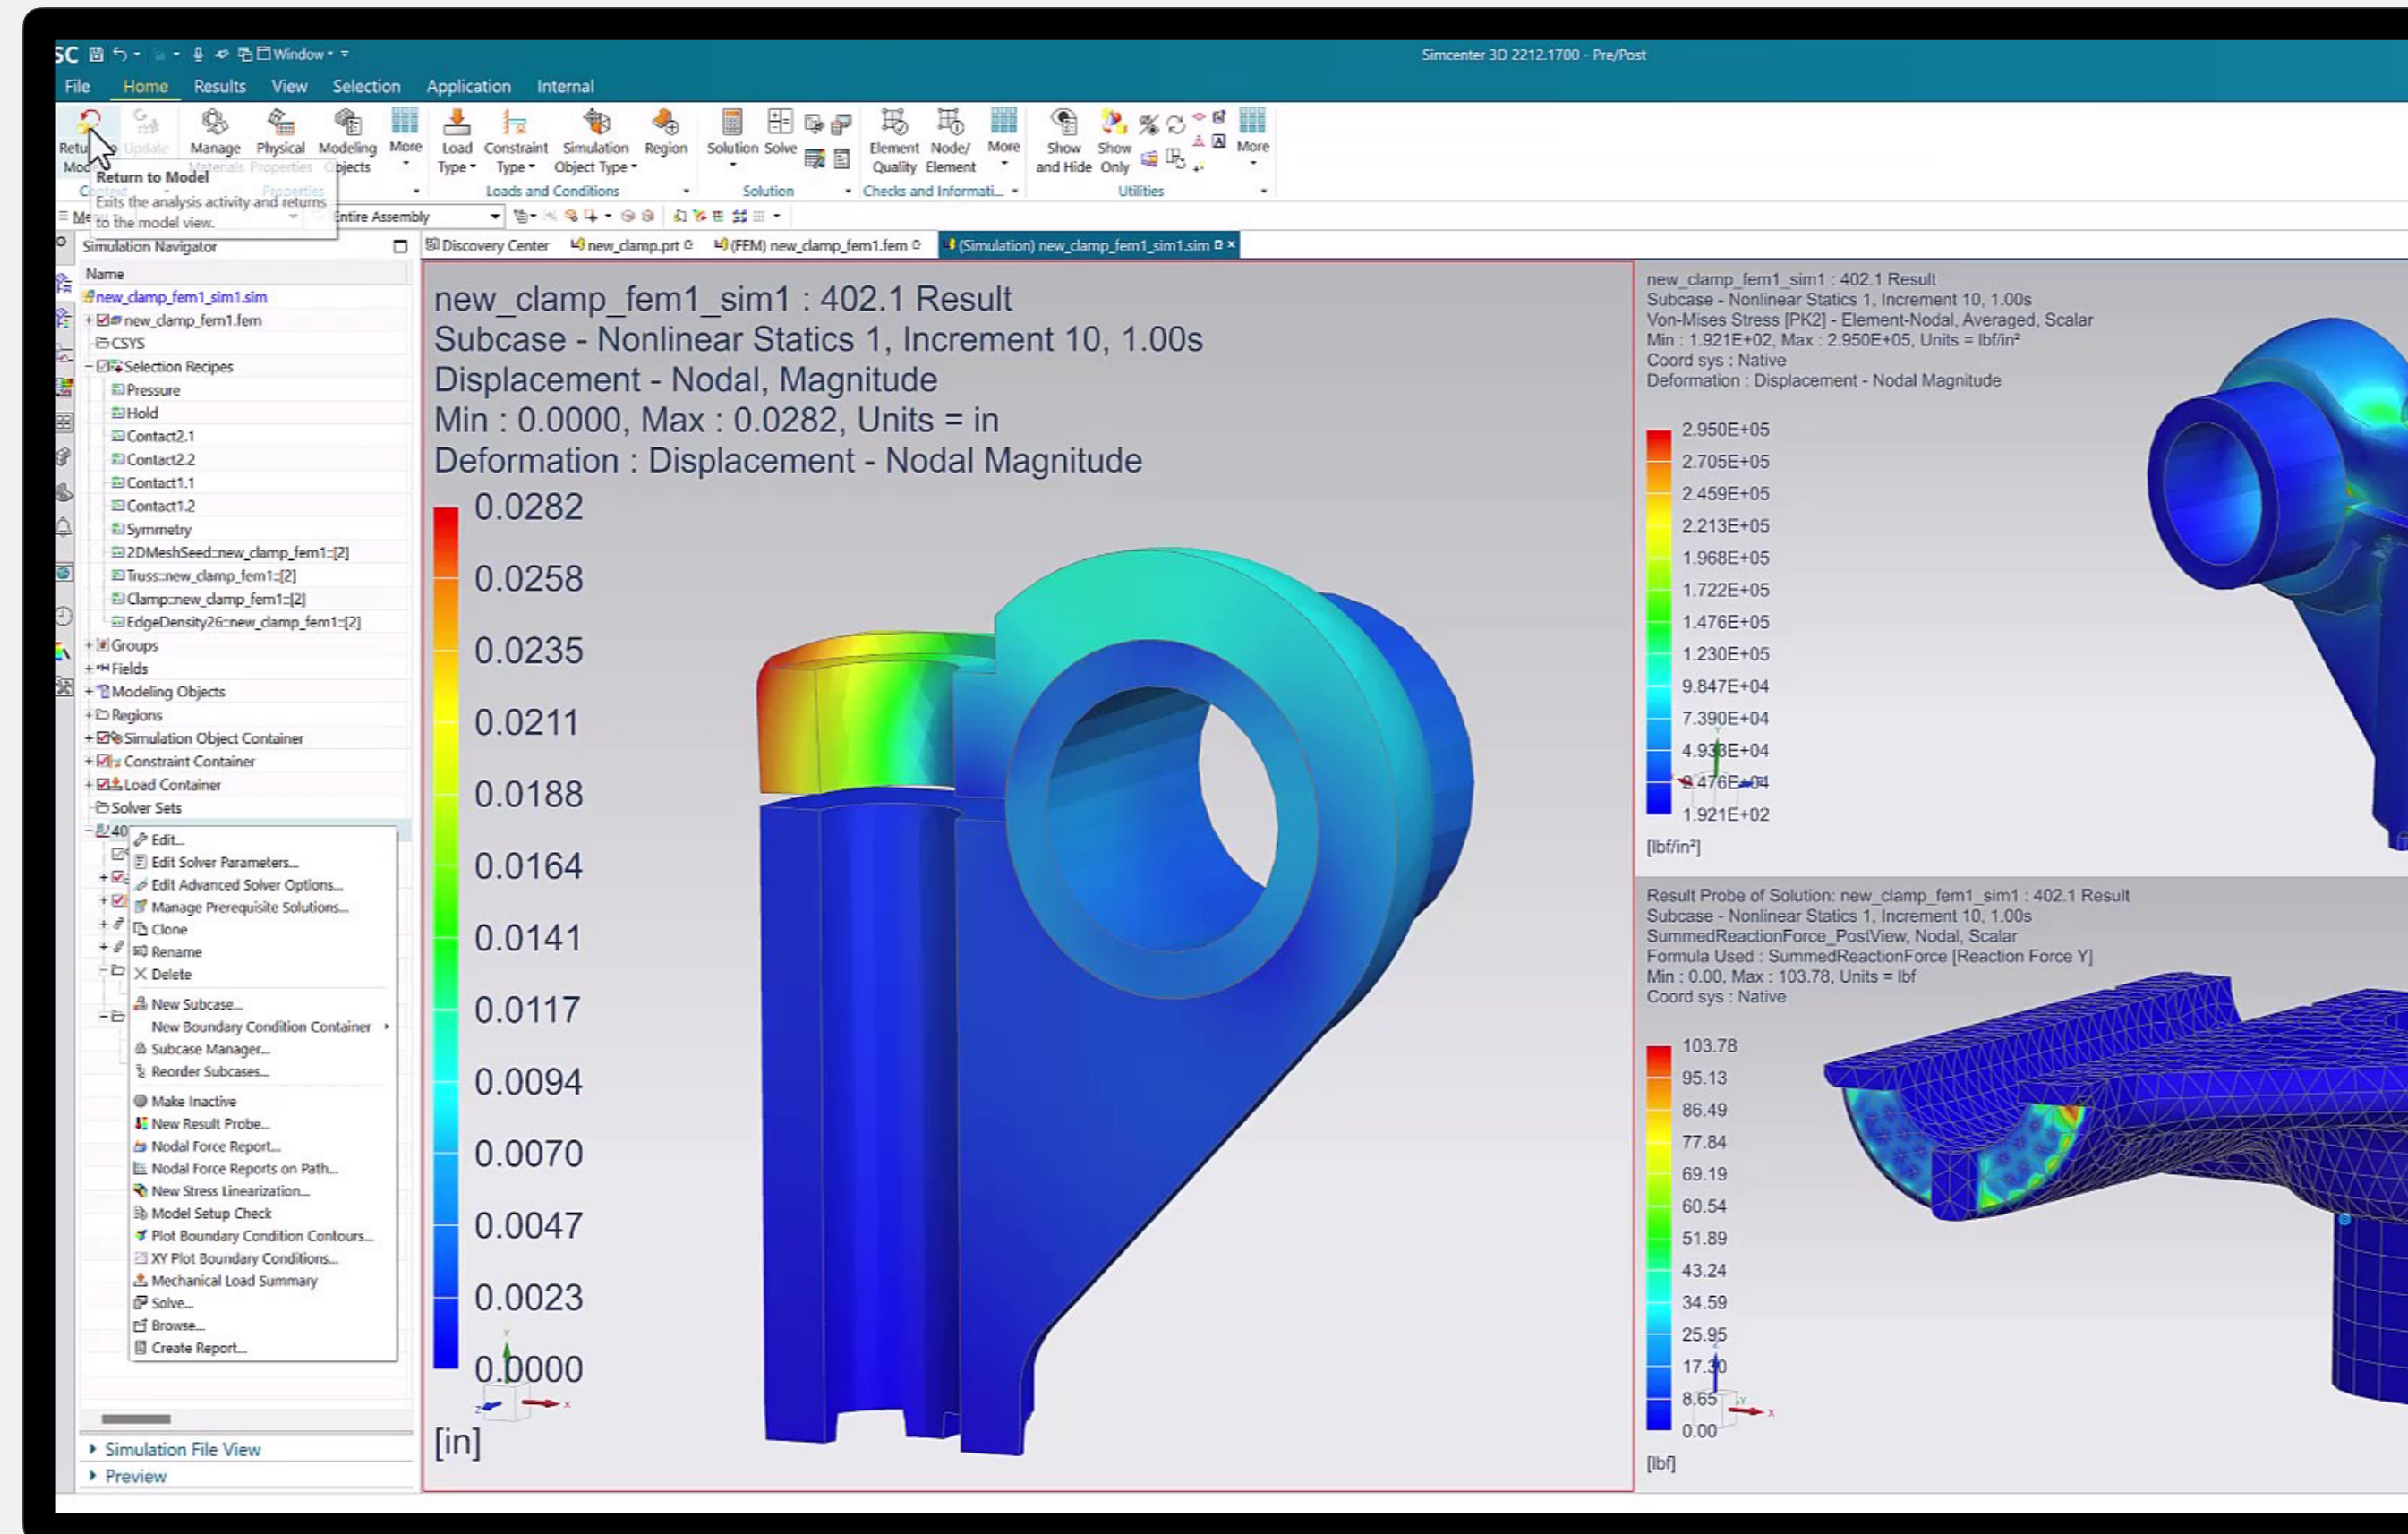 SC Window
Simcenter 3D 2212.1700 - Pre/Post
File Home Results View Selection Application Internal
Update
Manage
Physical Properties
Modeling Objects
More
Load Type
Constraint Type
Simulation Object Type
Region
Solution
Solve
Element Quality
Node/ Element
More
Show and Hide
Show Only
More
Context
Properties
Loads and Conditions
Solution
Checks and Informati...
Utilities
Return to Model
Exits the analysis activity and returns
to the model view.
Entire Assembly
Simulation Navigator
Discovery Center
new_clamp.prt
(FEM) new_clamp_fem1.fem
(Simulation) new_clamp_fem1_sim1.sim
Name
new_clamp_fem1_sim1.sim
new_clamp_fem1.fem
CSYS
Selection Recipes
Pressure
Hold
Contact2.1
Contact2.2
Contact1.1
Contact1.2
Symmetry
2DMeshSeed::new_clamp_fem1::[2]
Truss::new_clamp_fem1::[2]
Clamp::new_clamp_fem1::[2]
EdgeDensity26::new_clamp_fem1::[2]
Groups
Fields
Modeling Objects
Regions
Simulation Object Container
Constraint Container
Load Container
Solver Sets
40
Edit...
Edit Solver Parameters...
Edit Advanced Solver Options...
Manage Prerequisite Solutions...
Clone
Rename
Delete
New Subcase...
New Boundary Condition Container
Subcase Manager...
Reorder Subcases...
Make Inactive
New Result Probe...
Nodal Force Report...
Nodal Force Reports on Path...
New Stress Linearization...
Model Setup Check
Plot Boundary Condition Contours...
XY Plot Boundary Conditions...
Mechanical Load Summary
Solve...
Browse...
Create Report...
Simulation File View
Preview
new_clamp_fem1_sim1 : 402.1 Result
Subcase - Nonlinear Statics 1, Increment 10, 1.00s
Displacement - Nodal, Magnitude
Min : 0.0000, Max : 0.0282, Units = in
Deformation : Displacement - Nodal Magnitude
0.0282
0.0258
0.0235
0.0211
0.0188
0.0164
0.0141
0.0117
0.0094
0.0070
0.0047
0.0023
0.0000
Y
Z
X
[in]
new_clamp_fem1_sim1 : 402.1 Result
Subcase - Nonlinear Statics 1, Increment 10, 1.00s
Von-Mises Stress [PK2] - Element-Nodal, Averaged, Scalar
Min : 1.921E+02, Max : 2.950E+05, Units = lbf/in²
Coord sys : Native
Deformation : Displacement - Nodal Magnitude
2.950E+05
2.705E+05
2.459E+05
2.213E+05
1.968E+05
1.722E+05
1.476E+05
1.230E+05
9.847E+04
7.390E+04
4.933E+04
2.476E+04
1.921E+02
[lbf/in²]
Result Probe of Solution: new_clamp_fem1_sim1 : 402.1 Result
Subcase - Nonlinear Statics 1, Increment 10, 1.00s
SummedReactionForce_PostView, Nodal, Scalar
Formula Used : SummedReactionForce [Reaction Force Y]
Min : 0.00, Max : 103.78, Units = lbf
Coord sys : Native
103.78
95.13
86.49
77.84
69.19
60.54
51.89
43.24
34.59
25.95
17.30
8.65
0.00
Y
X
[lbf]